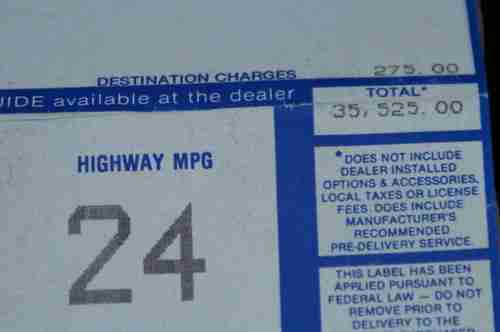 DESTINATION CHARGES 275.00
UIDE available at the dealer
TOTAL*
35,525.00
HIGHWAY MPG
24
*DOES NOT INCLUDE
DEALER INSTALLED
OPTIONS & ACCESSORIES,
LOCAL TAXES OR LICENSE
FEES. DOES INCLUDE
MANUFACTURER'S
RECOMMENDED
PRE-DELIVERY SERVICE.
THIS LABEL HAS BEEN
APPLIED PURSUANT TO
FEDERAL LAW — DO NOT
REMOVE PRIOR TO
DELIVERY TO THE